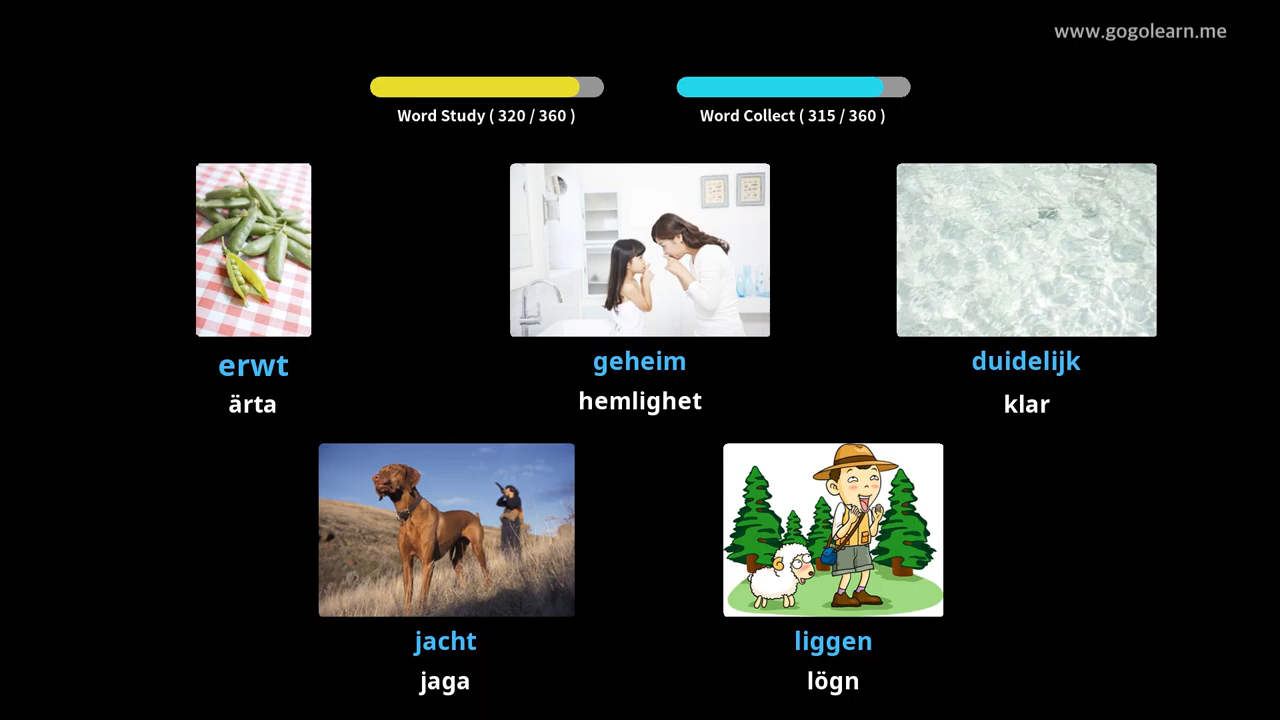 www.gogolearn.me
Word Study ( 320 / 360 )
Word Collect ( 315 / 360 )
erwt
ärta
geheim
hemlighet
duidelijk
klar
jacht
jaga
liggen
lögn